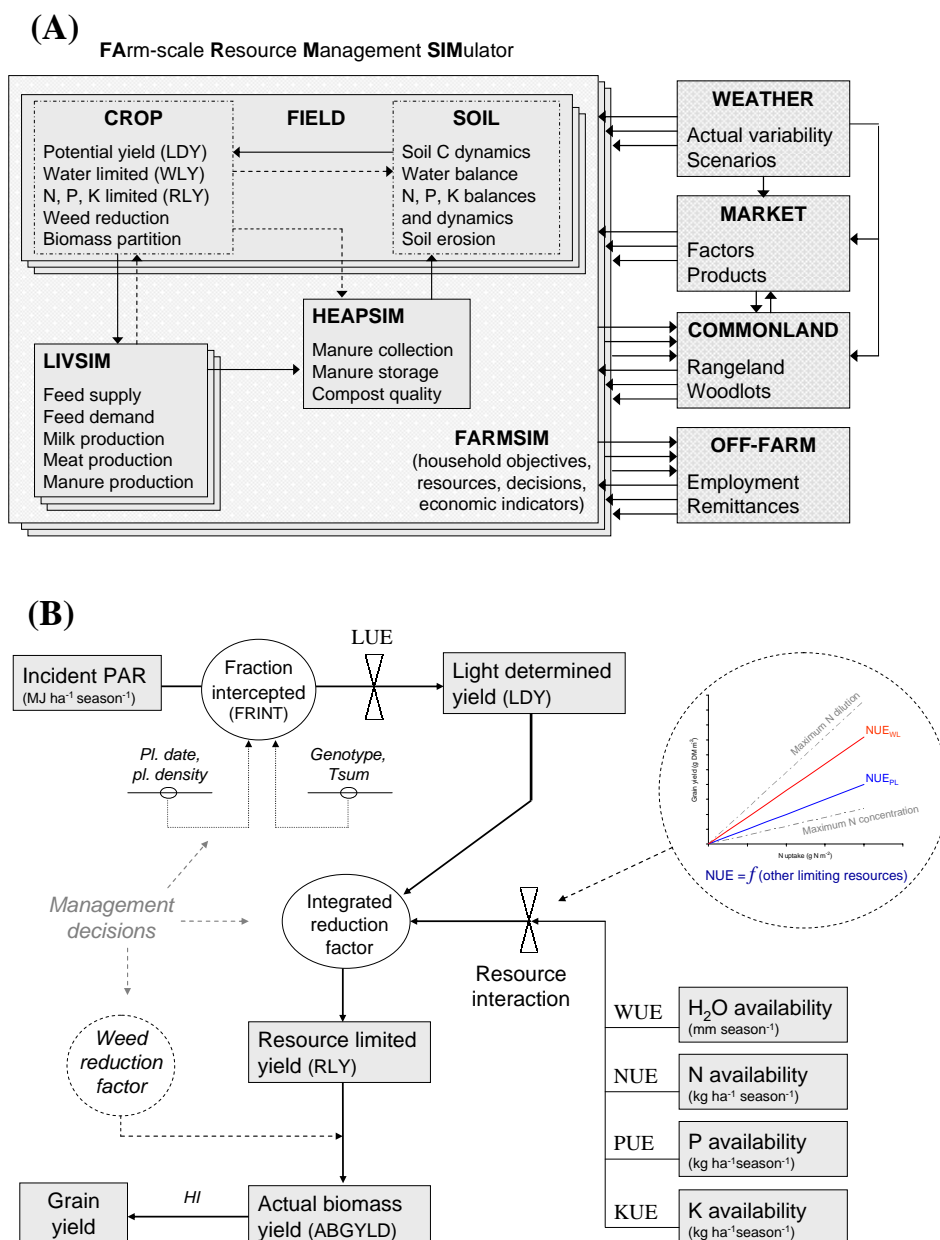 (A)
FArm-scale Resource Management SIMulator
CROP
Potential yield (LDY)
Water limited (WLY)
N, P, K limited (RLY)
Weed reduction
Biomass partition
FIELD
SOIL
Soil C dynamics
Water balance
N, P, K balances
and dynamics
Soil erosion
HEAPSIM
Manure collection
Manure storage
Compost quality
LIVSIM
Feed supply
Feed demand
Milk production
Meat production
Manure production
FARMSIM
(household objectives,
resources, decisions,
economic indicators)
WEATHER
Actual variability
Scenarios
MARKET
Factors
Products
COMMONLAND
Rangeland
Woodlots
OFF-FARM
Employment
Remittances
(B)
Incident PAR
(MJ ha⁻¹ season⁻¹)
Fraction
intercepted
(FRINT)
LUE
Light determined
yield (LDY)
Pl. date,
pl. density
Genotype,
Tsum
Management
decisions
Integrated
reduction
factor
Resource
interaction
Weed
reduction
factor
Resource limited
yield (RLY)
Grain
yield
HI
Actual biomass
yield (ABGYLD)
Grain yield (g DM m⁻²)
Maximum N dilution
NUE_WL
NUE_PL
Maximum N concentration
N uptake (g N m⁻²)
NUE = f (other limiting resources)
WUE
H₂O availability
(mm season⁻¹)
NUE
N availability
(kg ha⁻¹ season⁻¹)
PUE
P availability
(kg ha⁻¹season⁻¹)
KUE
K availability
(kg ha⁻¹season⁻¹)